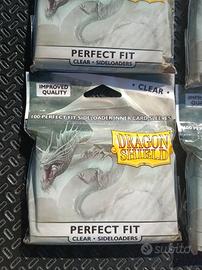 PERFECT FIT
CLEAR • SIDELOADERS
IMPROVED
QUALITY
• CLEAR •
100 PERFECT FIT SIDELOADER INNER CARD SLEEVES
DRAGON
SHIELD
PERFECT FIT
CLEAR • SIDELOADERS
subito